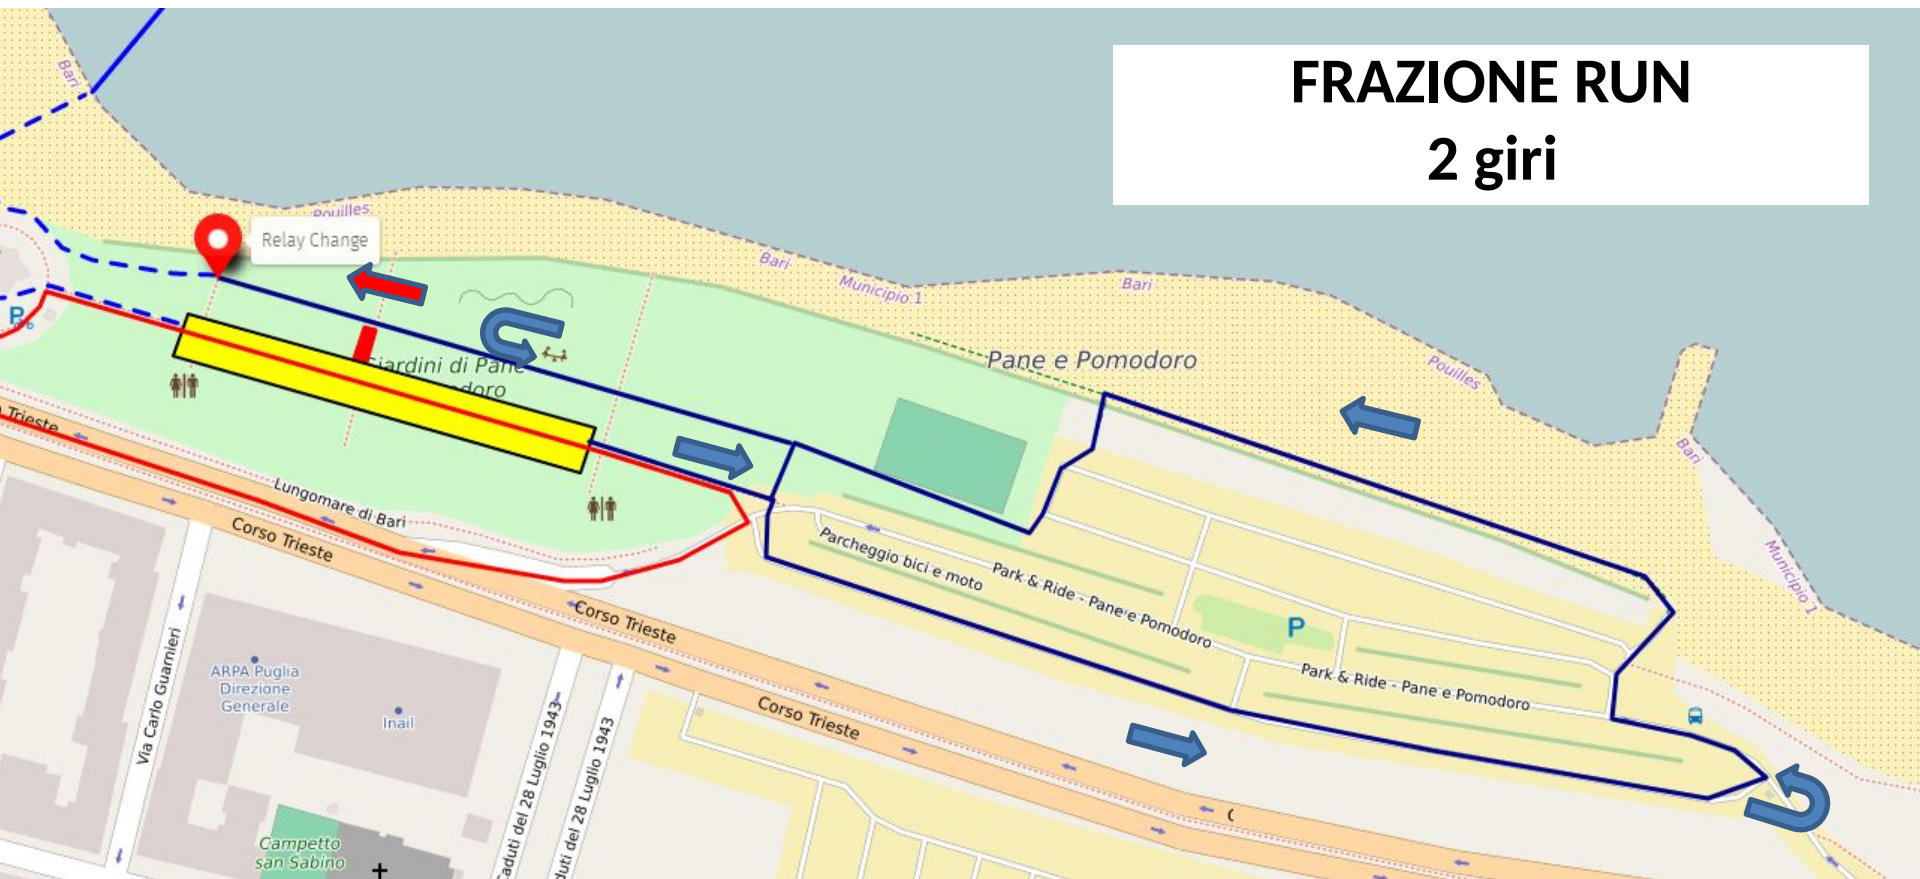 FRAZIONE RUN
2 giri
Bari
Pouilles
Relay Change
Bari
Municipio 1
Bari
Pane e Pomodoro
Pouilles
Bari
Municipio 1
P
Giardini di Pane
Trieste
Lungomare di Bari
Corso Trieste
Parcheggio bici e moto
Park & Ride - Pane e Pomodoro
P
Corso Trieste
Park & Ride - Pane e Pomodoro
Via Carlo Guarnieri
ARPA Puglia
Direzione
Generale
Inail
Corso Trieste
Caduti del 28 Luglio 1943
duti del 28 Luglio 1943
Campetto
san Sabino